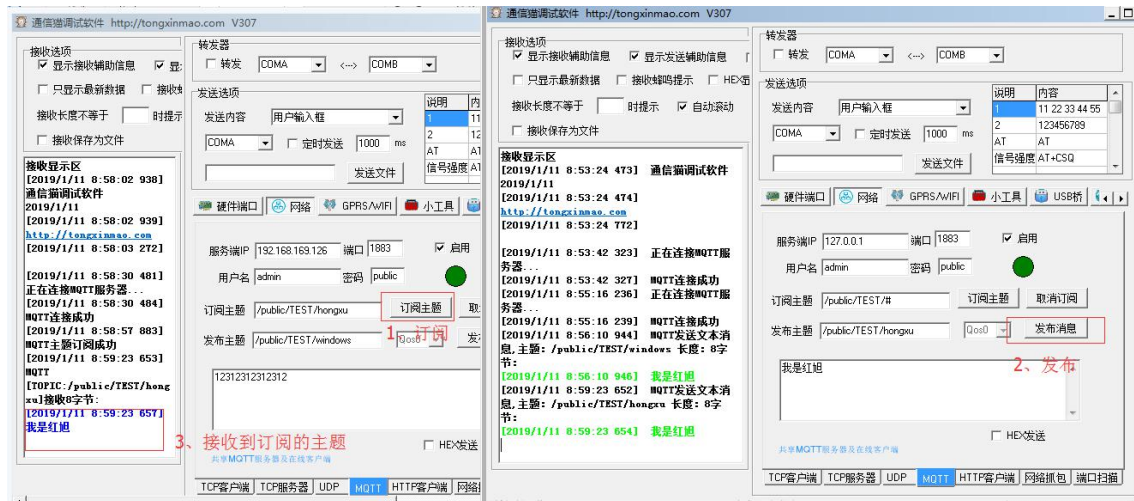 通信猫调试软件 http://tongxinmao.com V307
接收选项
显示接收辅助信息
只显示最新数据
接收长度不等于 时提示
接收保存为文件
接收显示区
[2019/1/11 8:58:02 938]
通信猫调试软件
2019/1/11
[2019/1/11 8:58:02 939]
http://tongxinmao.com
[2019/1/11 8:58:03 272]
[2019/1/11 8:58:30 481]
正在连接MQTT服务器...
[2019/1/11 8:58:30 484]
MQTT连接成功
[2019/1/11 8:58:57 883]
MQTT主题订阅成功
[2019/1/11 8:59:23 653]
MQTT
[TOPIC:/public/TEST/hong
xu]接收8字节:
[2019/1/11 8:59:23 657]
我是红旭
转发器
转发 COMA <---> COMB
发送选项
发送内容 用户输入框
COMA 定时发送 1000 ms
发送文件
说明 内
1 11
2 12
AT AT
信号强度 AT
硬件端口 网络 GPRS/WIFI 小工具
服务端IP 192.168.169.126 端口 1883 启用
用户名 admin 密码 public
订阅主题 /public/TEST/hongxu 订阅主题 取
1、订阅
发布主题 /public/TEST/windows Qos0 发
12312312312312
3、接收到订阅的主题
HEX发送
共享MQTT服务器及在线客户端
TCP客户端 TCP服务器 UDP MQTT HTTP客户端 网络
通信猫调试软件 http://tongxinmao.com V307
接收选项
显示接收辅助信息 显示发送辅助信息
只显示最新数据 接收蜂鸣提示 HEX显
接收长度不等于 时提示 自动滚动
接收保存为文件
接收显示区
[2019/1/11 8:53:24 473] 通信猫调试软件
2019/1/11
[2019/1/11 8:53:24 474]
http://tongxinmao.com
[2019/1/11 8:53:24 772]
[2019/1/11 8:53:42 323] 正在连接MQTT服
务器...
[2019/1/11 8:53:42 327] MQTT连接成功
[2019/1/11 8:55:16 236] 正在连接MQTT服
务器...
[2019/1/11 8:55:16 239] MQTT连接成功
[2019/1/11 8:56:10 944] MQTT发送文本消
息,主题: /public/TEST/windows 长度: 8字
节:
[2019/1/11 8:56:10 946] 我是红旭
[2019/1/11 8:59:23 652] MQTT发送文本消
息,主题: /public/TEST/hongxu 长度: 8字
节:
[2019/1/11 8:59:23 654] 我是红旭
转发器
转发 COMA <---> COMB
发送选项
发送内容 用户输入框
COMA 定时发送 1000 ms
发送文件
说明 内容
1 11 22 33 44 55
2 123456789
AT AT
信号强度 AT+CSQ
硬件端口 网络 GPRS/WIFI 小工具 USB桥
服务端IP 127.0.0.1 端口 1883 启用
用户名 admin 密码 public
订阅主题 /public/TEST/# 订阅主题 取消订阅
发布主题 /public/TEST/hongxu Qos0 发布消息
我是红旭
2、发布
HEX发送
共享MQTT服务器及在线客户端
TCP客户端 TCP服务器 UDP MQTT HTTP客户端 网络抓包 端口扫描